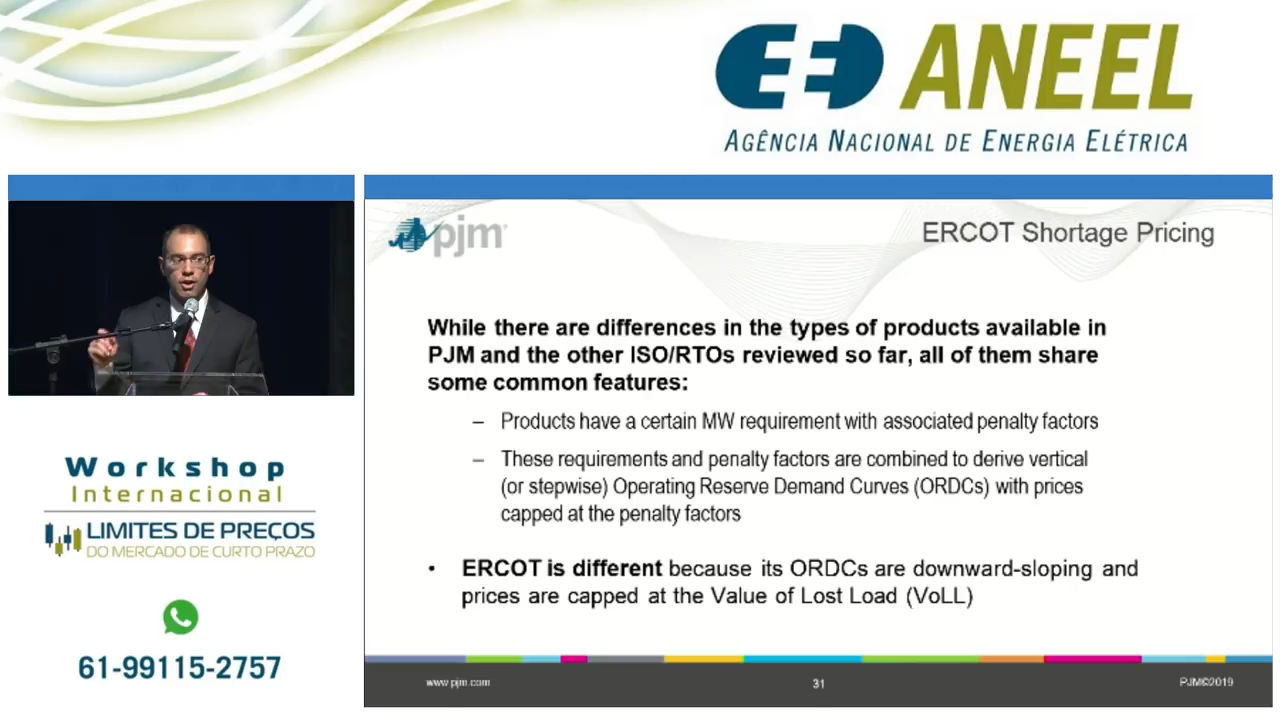 ANEEL
AGÊNCIA NACIONAL DE ENERGIA ELÉTRICA
pjm
ERCOT Shortage Pricing
While there are differences in the types of products available in
PJM and the other ISO/RTOs reviewed so far, all of them share
some common features:
– Products have a certain MW requirement with associated penalty factors
– These requirements and penalty factors are combined to derive vertical
(or stepwise) Operating Reserve Demand Curves (ORDCs) with prices
capped at the penalty factors
• ERCOT is different because its ORDCs are downward-sloping and
prices are capped at the Value of Lost Load (VoLL)
www.pjm.com
31
PJM©2019
Workshop
Internacional
LIMITES DE PREÇOS
DO MERCADO DE CURTO PRAZO
61-99115-2757